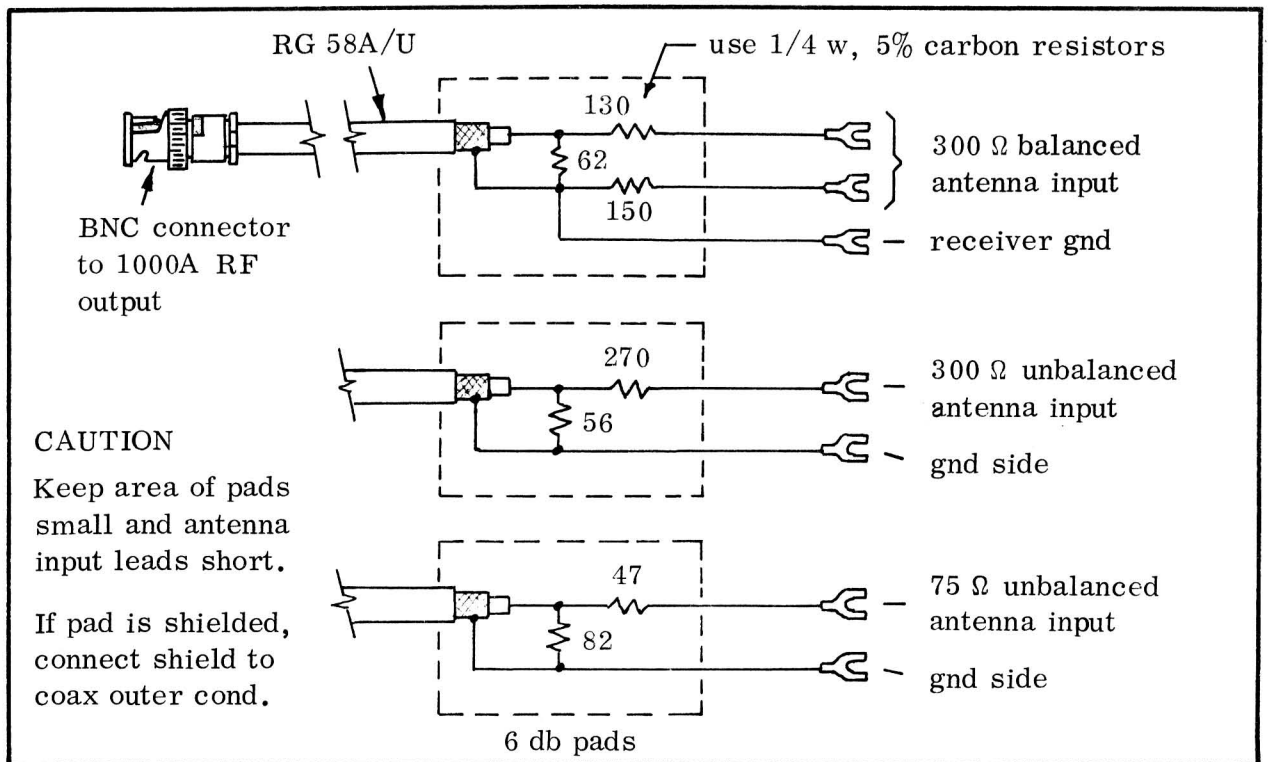 RG 58A/U
use 1/4 w, 5% carbon resistors
130
62
150
300 Ω balanced
antenna input
receiver gnd
BNC connector
to 1000A RF
output
270
56
300 Ω unbalanced
antenna input
gnd side
CAUTION
Keep area of pads
small and antenna
input leads short.
If pad is shielded,
connect shield to
coax outer cond.
47
82
75 Ω unbalanced
antenna input
gnd side
6 db pads